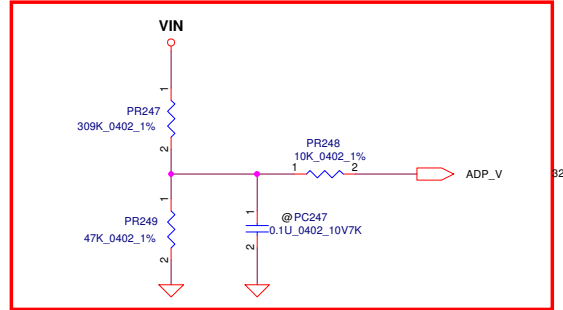 VIN
1
PR247
309K_0402_1%
2
PR248
10K_0402_1%
1 2
ADP_V
32
1
PR249
47K_0402_1%
2
1
@PC247
0.1U_0402_10V7K
2